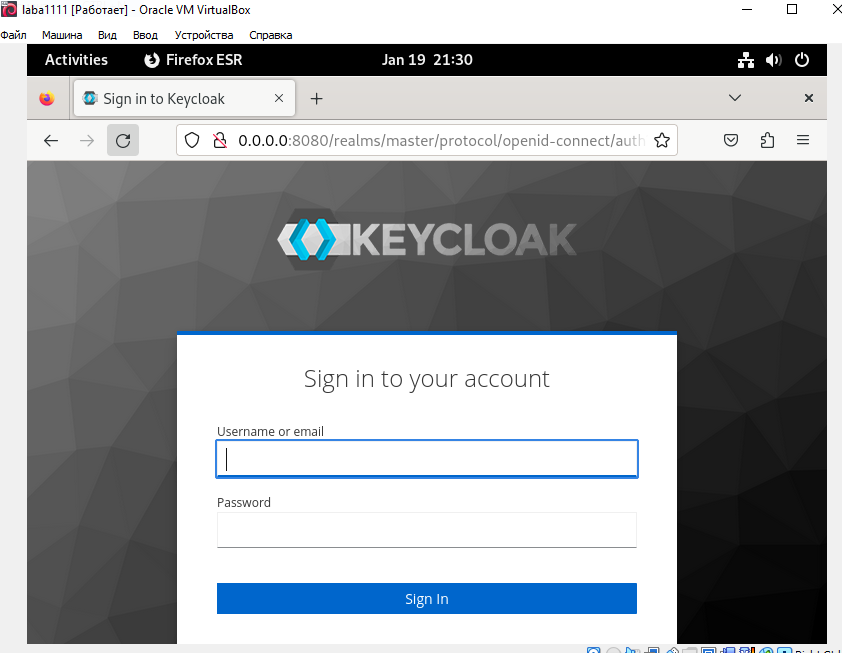 laba1111 [Работает] - Oracle VM VirtualBox
Файл Машина Вид Ввод Устройства Справка
Activities Firefox ESR Jan 19 21:30
Sign in to Keycloak
0.0.0.0:8080/realms/master/protocol/openid-connect/auth
KEYCLOAK
Sign in to your account
Username or email
Password
Sign In